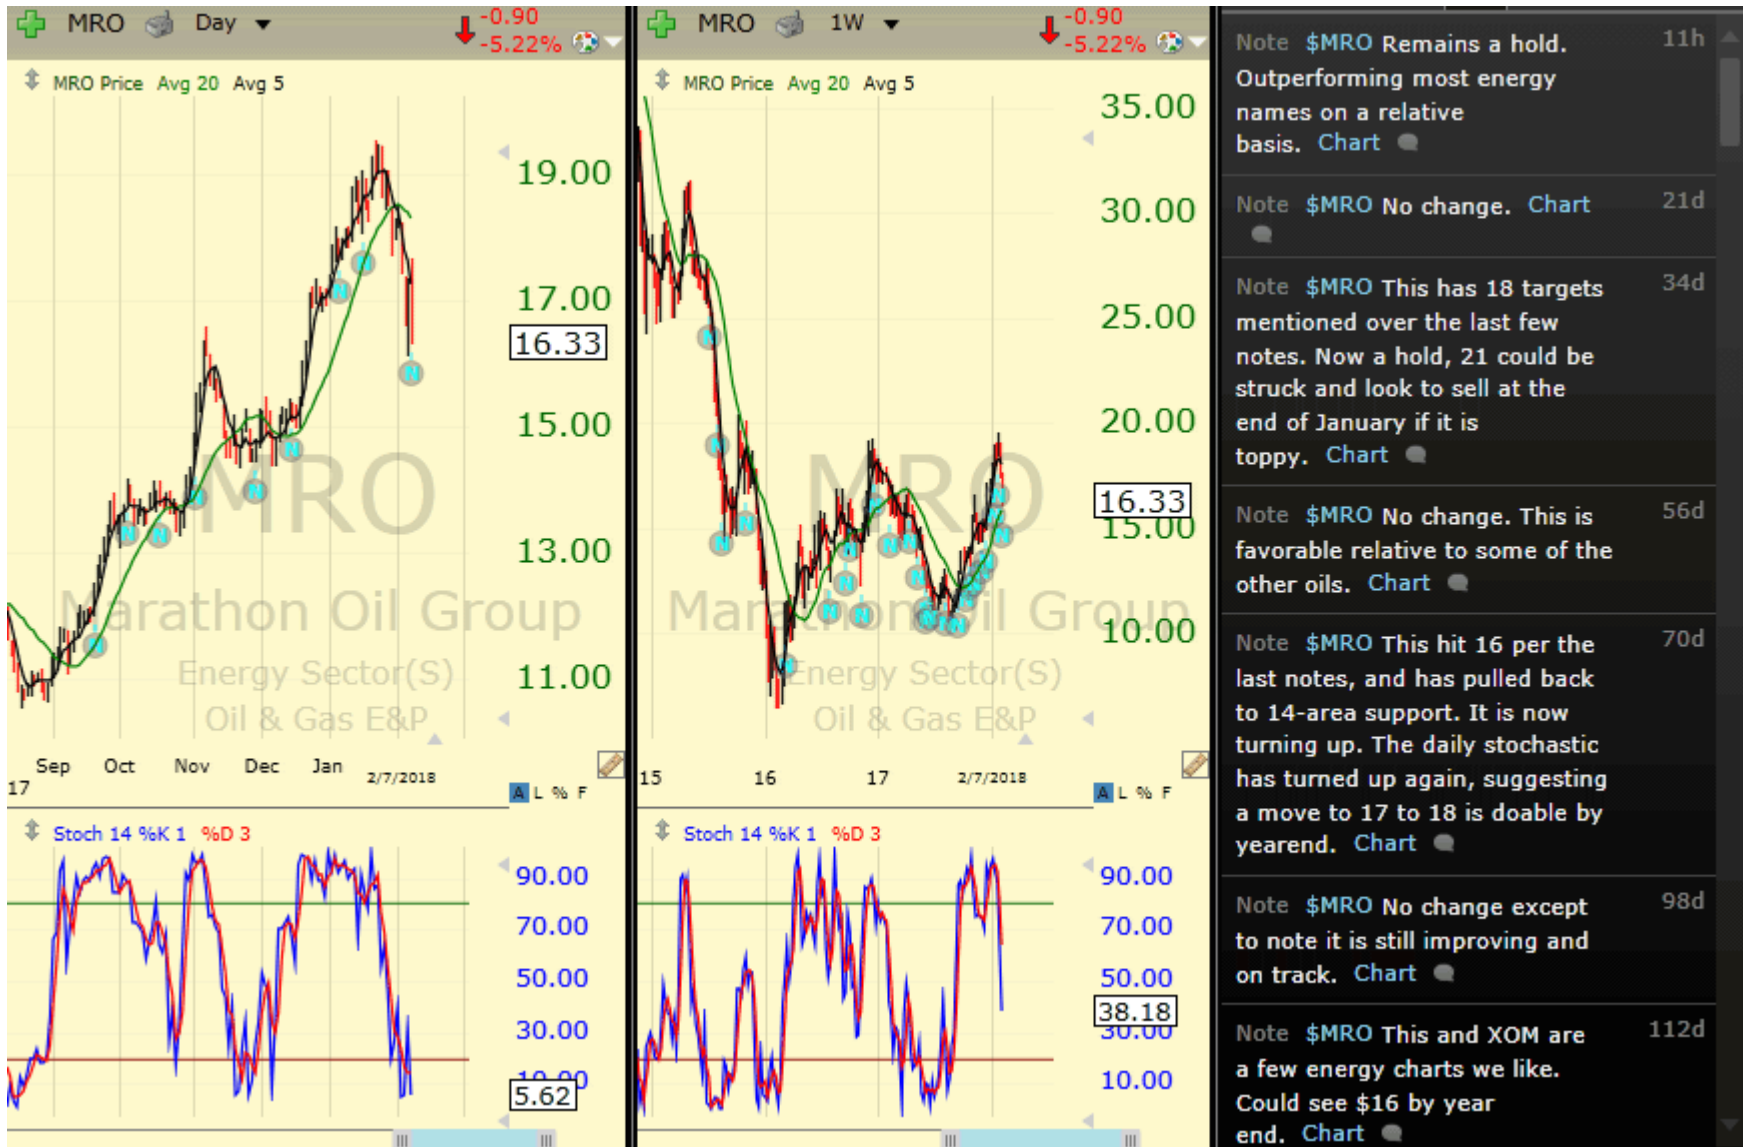 MRO Day
-0.90
-5.22%
MRO Price Avg 20 Avg 5
19.00
17.00
16.33
15.00
13.00
11.00
MRO
Marathon Oil Group
Energy Sector(S)
Oil & Gas E&P
Sep Oct Nov Dec Jan 2/7/2018
17
A L % F
Stoch 14 %K 1 %D 3
90.00
70.00
50.00
30.00
10.00
5.62
MRO 1W
-0.90
-5.22%
MRO Price Avg 20 Avg 5
35.00
30.00
25.00
20.00
16.33
15.00
10.00
MRO
Marathon Oil Group
Energy Sector(S)
Oil & Gas E&P
15 16 17 2/7/2018
A L % F
Stoch 14 %K 1 %D 3
90.00
70.00
50.00
38.18
30.00
10.00
Note $MRO Remains a hold. 11h
Outperforming most energy
names on a relative
basis. Chart
Note $MRO No change. Chart 21d
Note $MRO This has 18 targets 34d
mentioned over the last few
notes. Now a hold, 21 could be
struck and look to sell at the
end of January if it is
toppy. Chart
Note $MRO No change. This is 56d
favorable relative to some of the
other oils. Chart
Note $MRO This hit 16 per the 70d
last notes, and has pulled back
to 14-area support. It is now
turning up. The daily stochastic
has turned up again, suggesting
a move to 17 to 18 is doable by
yearend. Chart
Note $MRO No change except 98d
to note it is still improving and
on track. Chart
Note $MRO This and XOM are 112d
a few energy charts we like.
Could see $16 by year
end. Chart